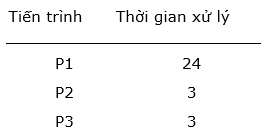 Tiến trình Thời gian xử lý
P1 24
P2 3
P3 3